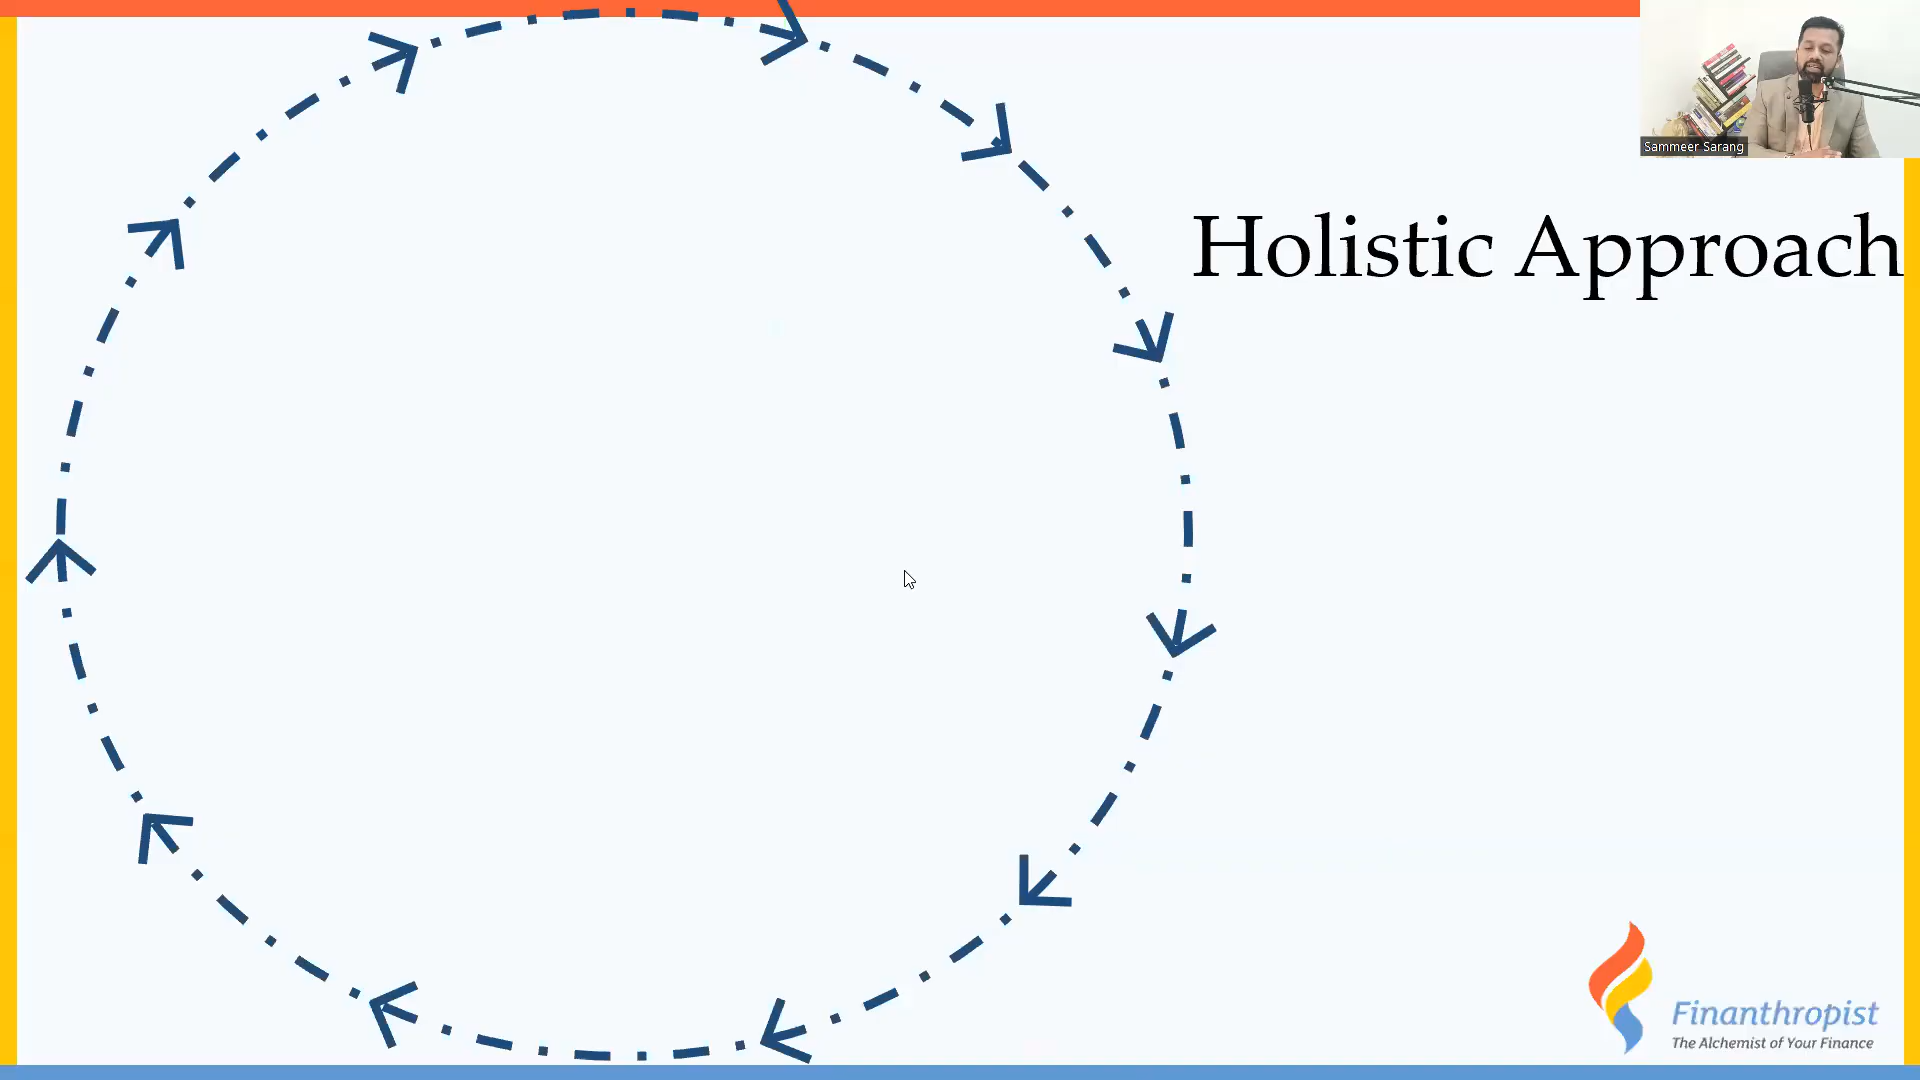 Sammeer Sarang
Holistic Approach
Finanthropist
The Alchemist of Your Finance